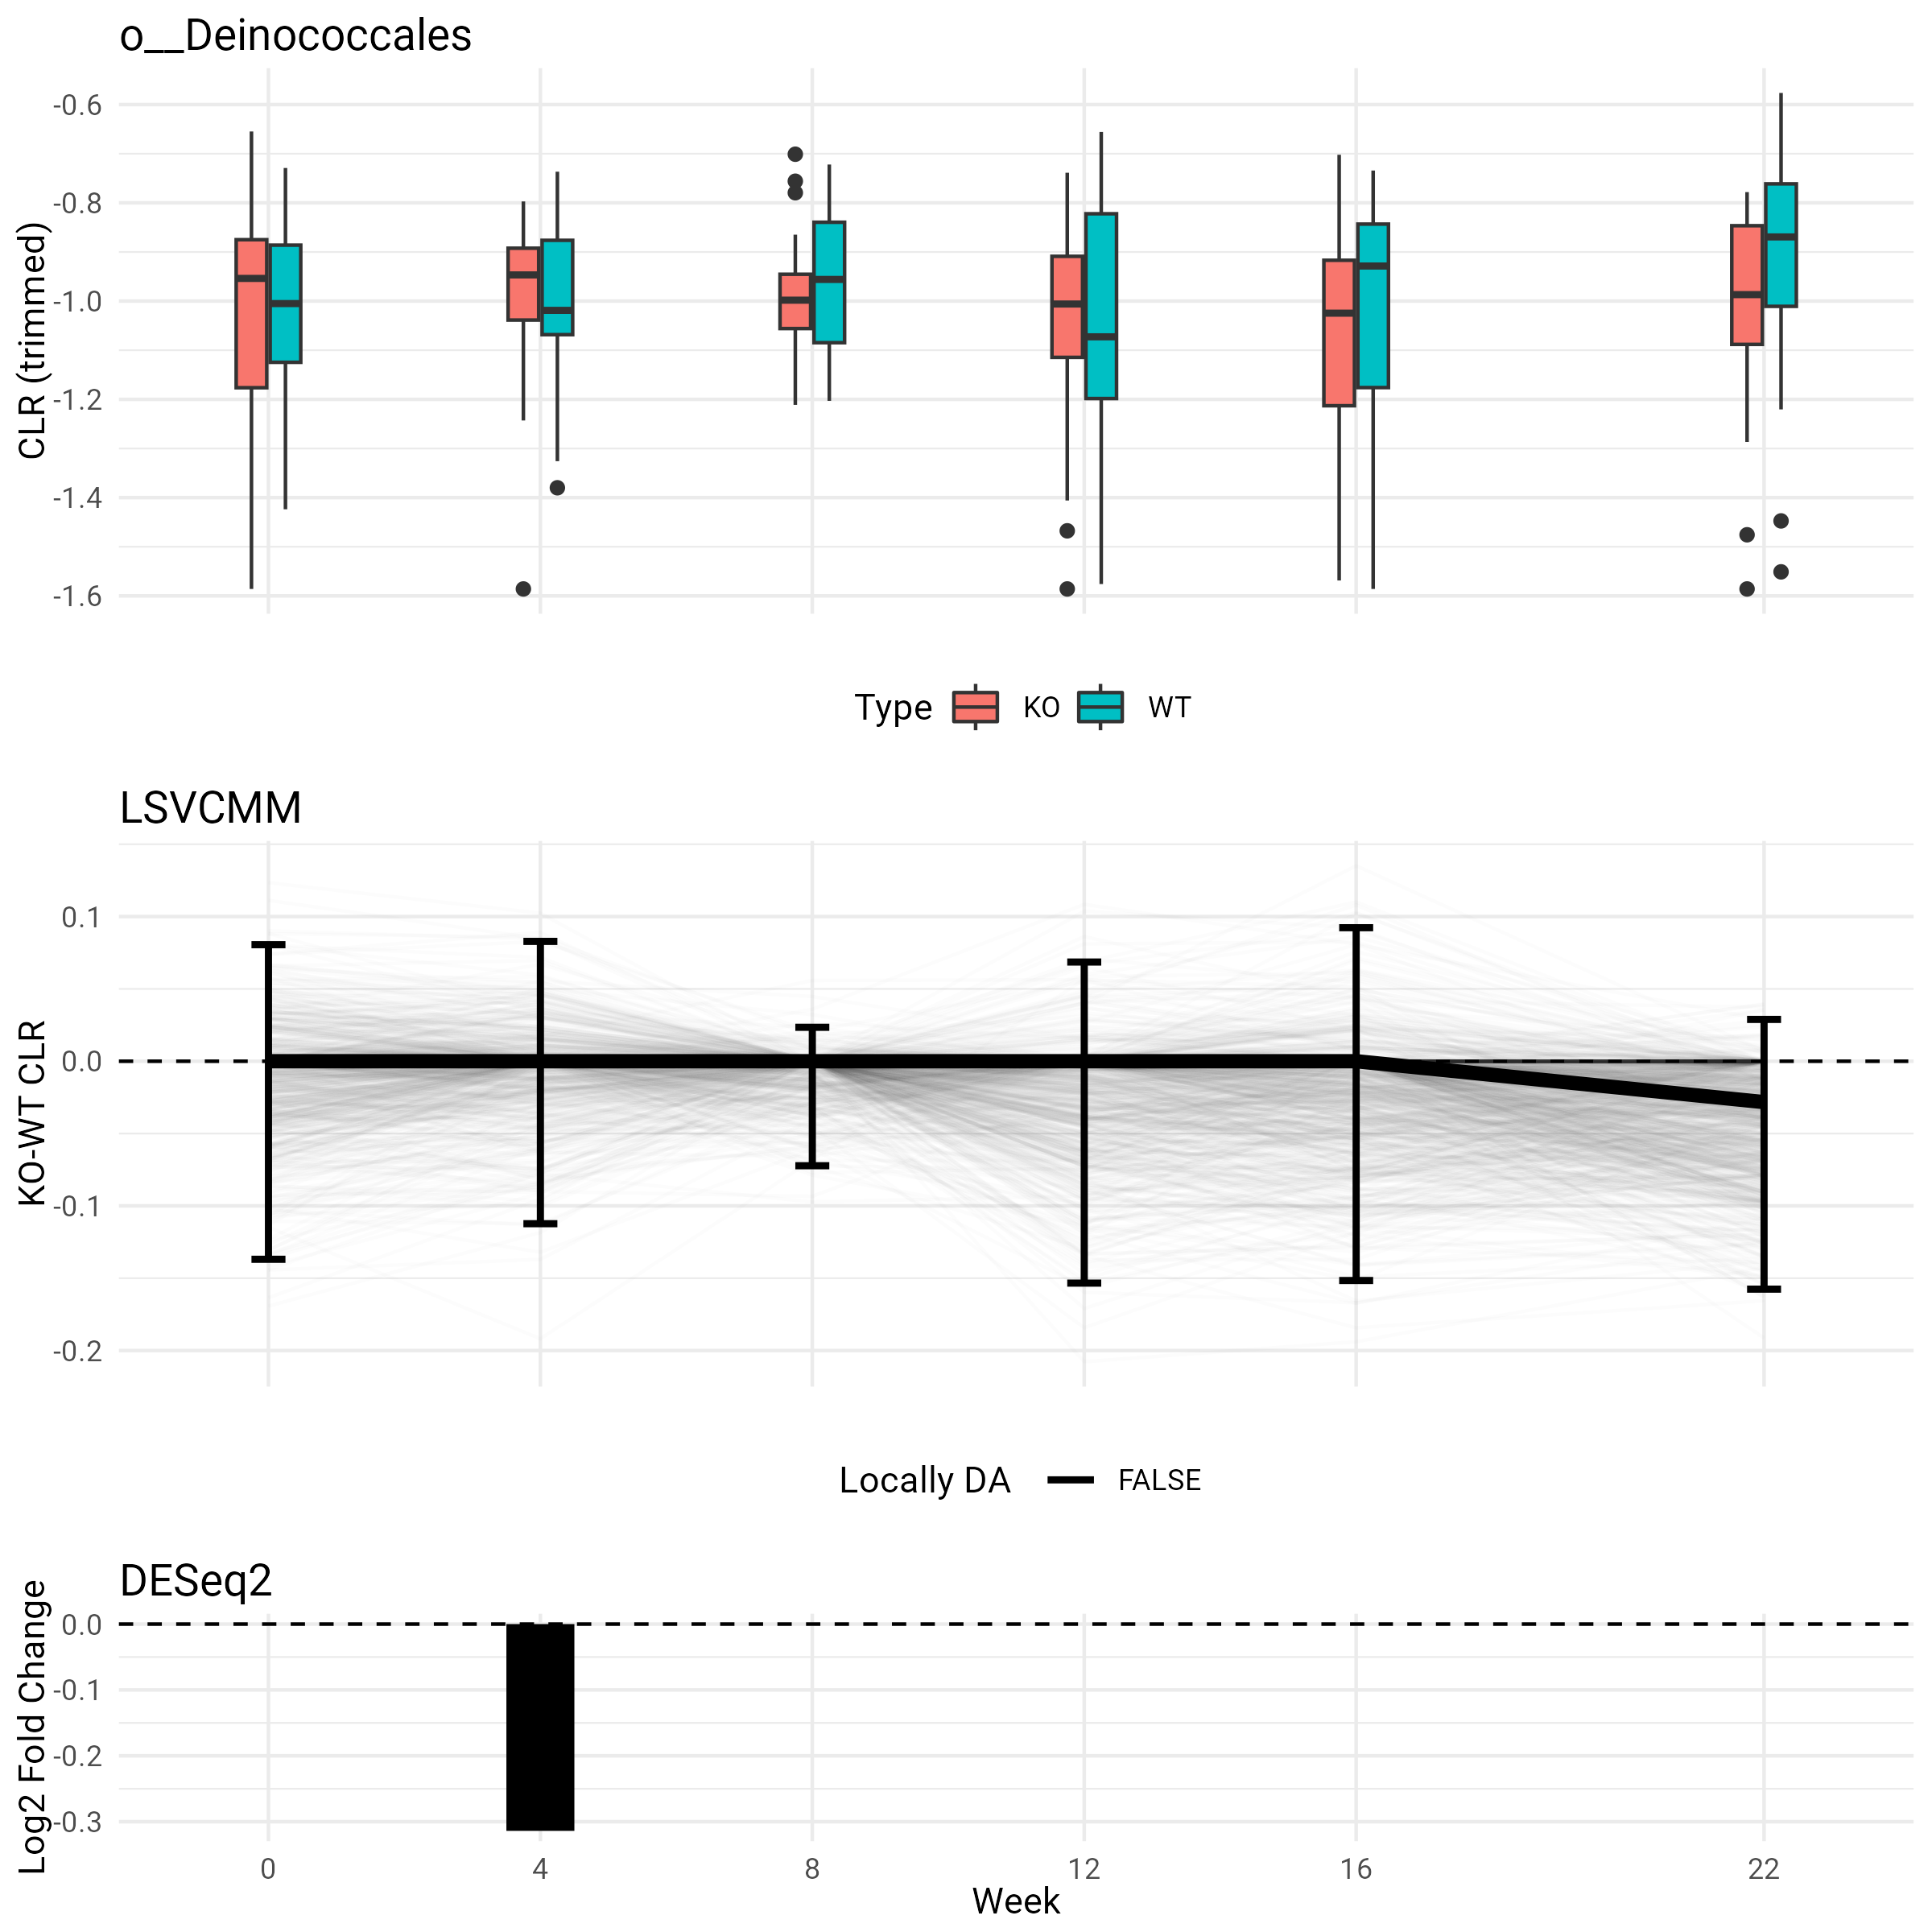 o__Deinococcales
CLR (trimmed)
-0.6
-0.8
-1.0
-1.2
-1.4
-1.6
Type KO WT
LSVCMM
KO-WT CLR
0.1
0.0
-0.1
-0.2
Locally DA FALSE
DESeq2
Log2 Fold Change
0.0
-0.1
-0.2
-0.3
0 4 8 12 16 22
Week